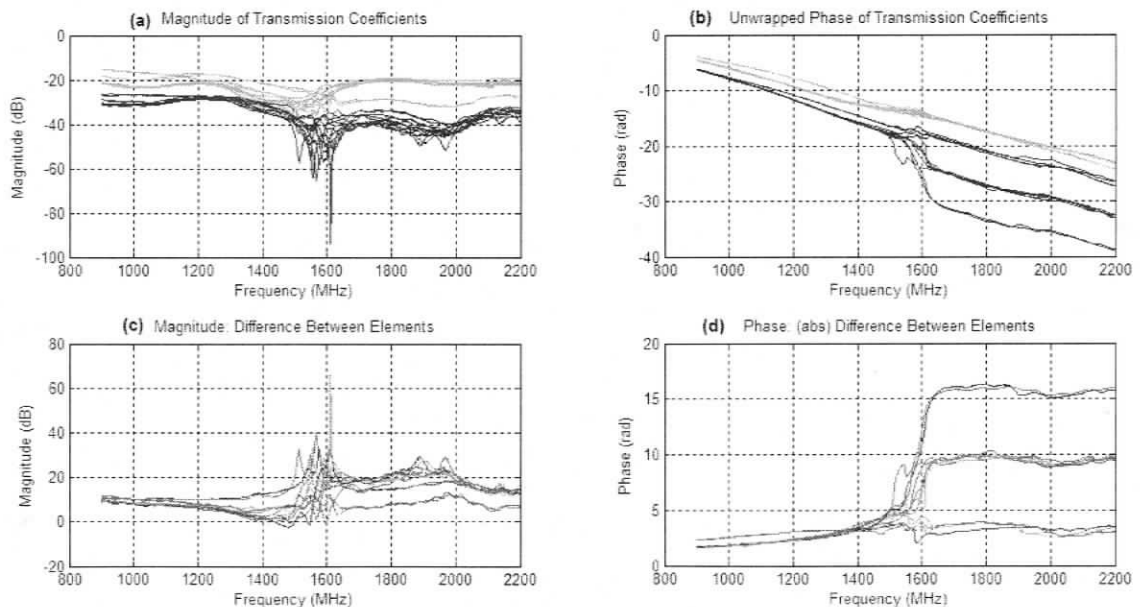 (a) Magnitude of Transmission Coefficients
Magnitude (dB)
0
-20
-40
-60
-80
-100
800 1000 1200 1400 1600 1800 2000 2200
Frequency (MHz)
(b) Unwrapped Phase of Transmission Coefficients
Phase (rad)
0
-10
-20
-30
-40
800 1000 1200 1400 1600 1800 2000 2200
Frequency (MHz)
(c) Magnitude: Difference Between Elements
Magnitude (dB)
80
60
40
20
0
-20
800 1000 1200 1400 1600 1800 2000 2200
Frequency (MHz)
(d) Phase: (abs) Difference Between Elements
Phase (rad)
20
15
10
5
0
800 1000 1200 1400 1600 1800 2000 2200
Frequency (MHz)